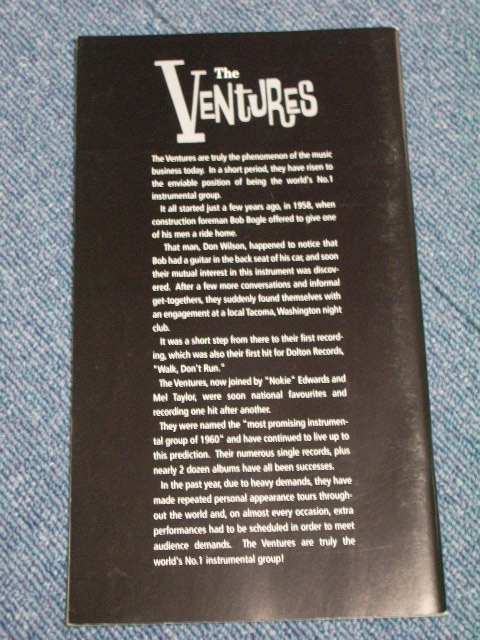 The
VENTURES
The Ventures are truly the phenomenon of the music
business today. In a short period, they have risen to
the enviable position of being the world's No.1
instrumental group.
It all started just a few years ago, in 1958, when
construction foreman Bob Bogle offered to give one
of his men a ride home.
That man, Don Wilson, happened to notice that
Bob had a guitar in the back seat of his car, and soon
their mutual interest in this instrument was discov-
ered. After a few more conversations and informal
get-togethers, they suddenly found themselves with
an engagement at a local Tacoma, Washington night
club.
It was a short step from there to their first record-
ing, which was also their first hit for Dolton Records,
"Walk, Don't Run."
The Ventures, now joined by "Nokie" Edwards and
Mel Taylor, were soon national favourites and
recording one hit after another.
They were named the "most promising instrumen-
tal group of 1960" and have continued to live up to
this prediction. Their numerous single records, plus
nearly 2 dozen albums have all been successes.
In the past year, due to heavy demands, they have
made repeated personal appearance tours through-
out the world and, on almost every occasion, extra
performances had to be scheduled in order to meet
audience demands. The Ventures are truly the
world's No.1 instrumental group!